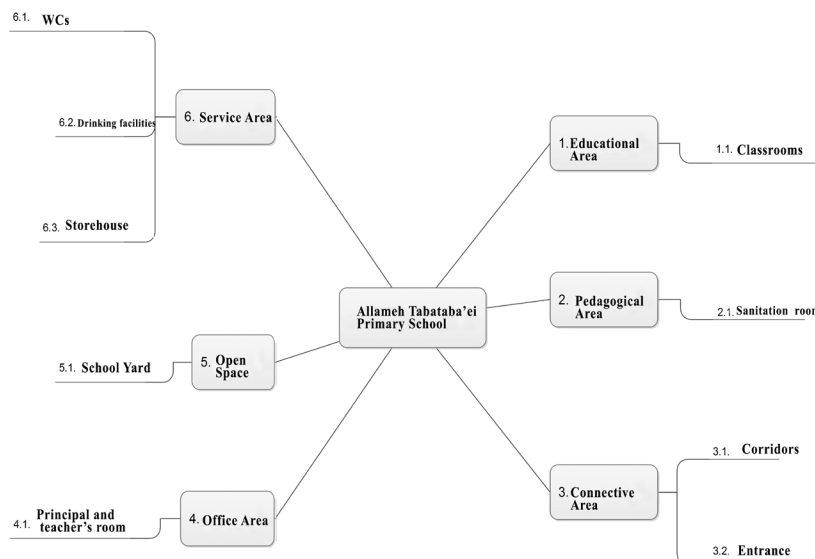 6.1. WCs
6.2. Drinking facilities
6.3. Storehouse
6. Service Area
1. Educational
Area
1.1. Classrooms
2. Pedagogical
Area
2.1. Sanitation room
Allameh Tabataba’ei
Primary School
5. Open
Space
5.1. School Yard
3. Connective
Area
3.1. Corridors
3.2. Entrance
4. Office Area
4.1. Principal and
teacher’s room